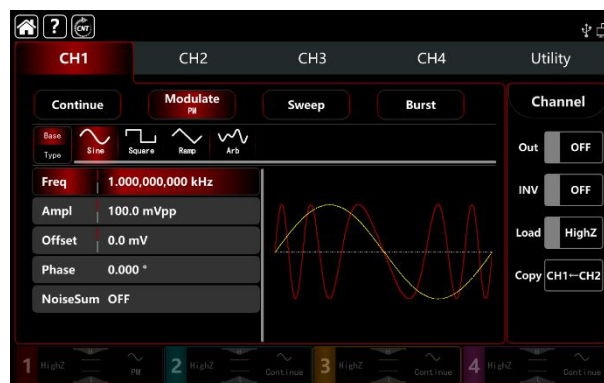 ? CNT
CH1 CH2 CH3 CH4 Utility
Continue Modulate Sweep Burst Channel
PM
Base
Type Sine Square Ramp Arb
Out OFF
Freq 1.000,000,000 kHz
INV OFF
Ampl 100.0 mVpp
Load HighZ
Offset 0.0 mV
Phase 0.000 °
Copy CH1←CH2
NoiseSum OFF
1 HighZ PM 2 HighZ Continue 3 HighZ Continue 4 HighZ Continue